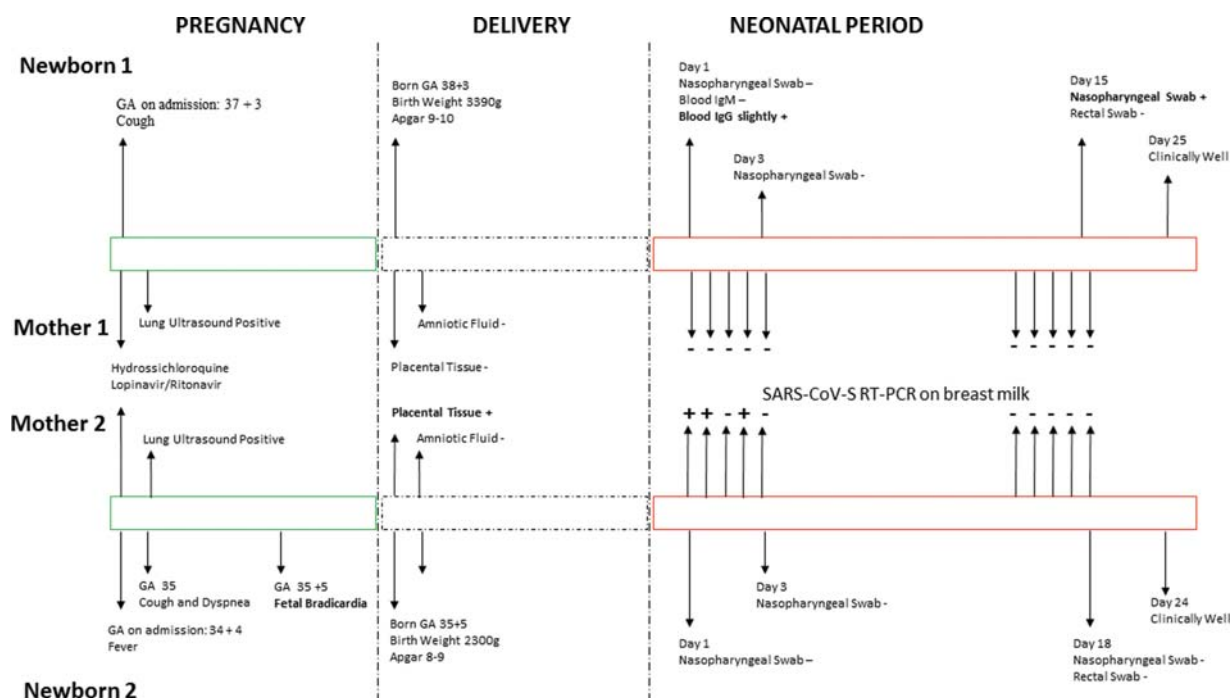 PREGNANCY
DELIVERY
NEONATAL PERIOD
Newborn 1
GA on admission: 37 + 3
Cough
Born GA 38+3
Birth Weight 3390g
Apgar 9-10
Day 1
Nasopharyngeal Swab –
Blood IgM –
Blood IgG slightly +
Day 3
Nasopharyngeal Swab -
Day 15
Nasopharyngeal Swab +
Rectal Swab -
Day 25
Clinically Well
Mother 1
Lung Ultrasound Positive
Hydrossichloroquine
Lopinavir/Ritonavir
Amniotic Fluid -
Placental Tissue -
- - - - -
- - - - -
SARS-CoV-S RT-PCR on breast milk
Mother 2
Lung Ultrasound Positive
Placental Tissue +
Amniotic Fluid -
+ + - + -
- - - - -
GA 35
Cough and Dyspnea
GA 35 +5
Fetal Bradicardia
GA on admission: 34 + 4
Fever
Born GA 35+5
Birth Weight 2300g
Apgar 8-9
Day 3
Nasopharyngeal Swab -
Day 1
Nasopharyngeal Swab –
Day 24
Clinically Well
Day 18
Nasopharyngeal Swab -
Rectal Swab -
Newborn 2